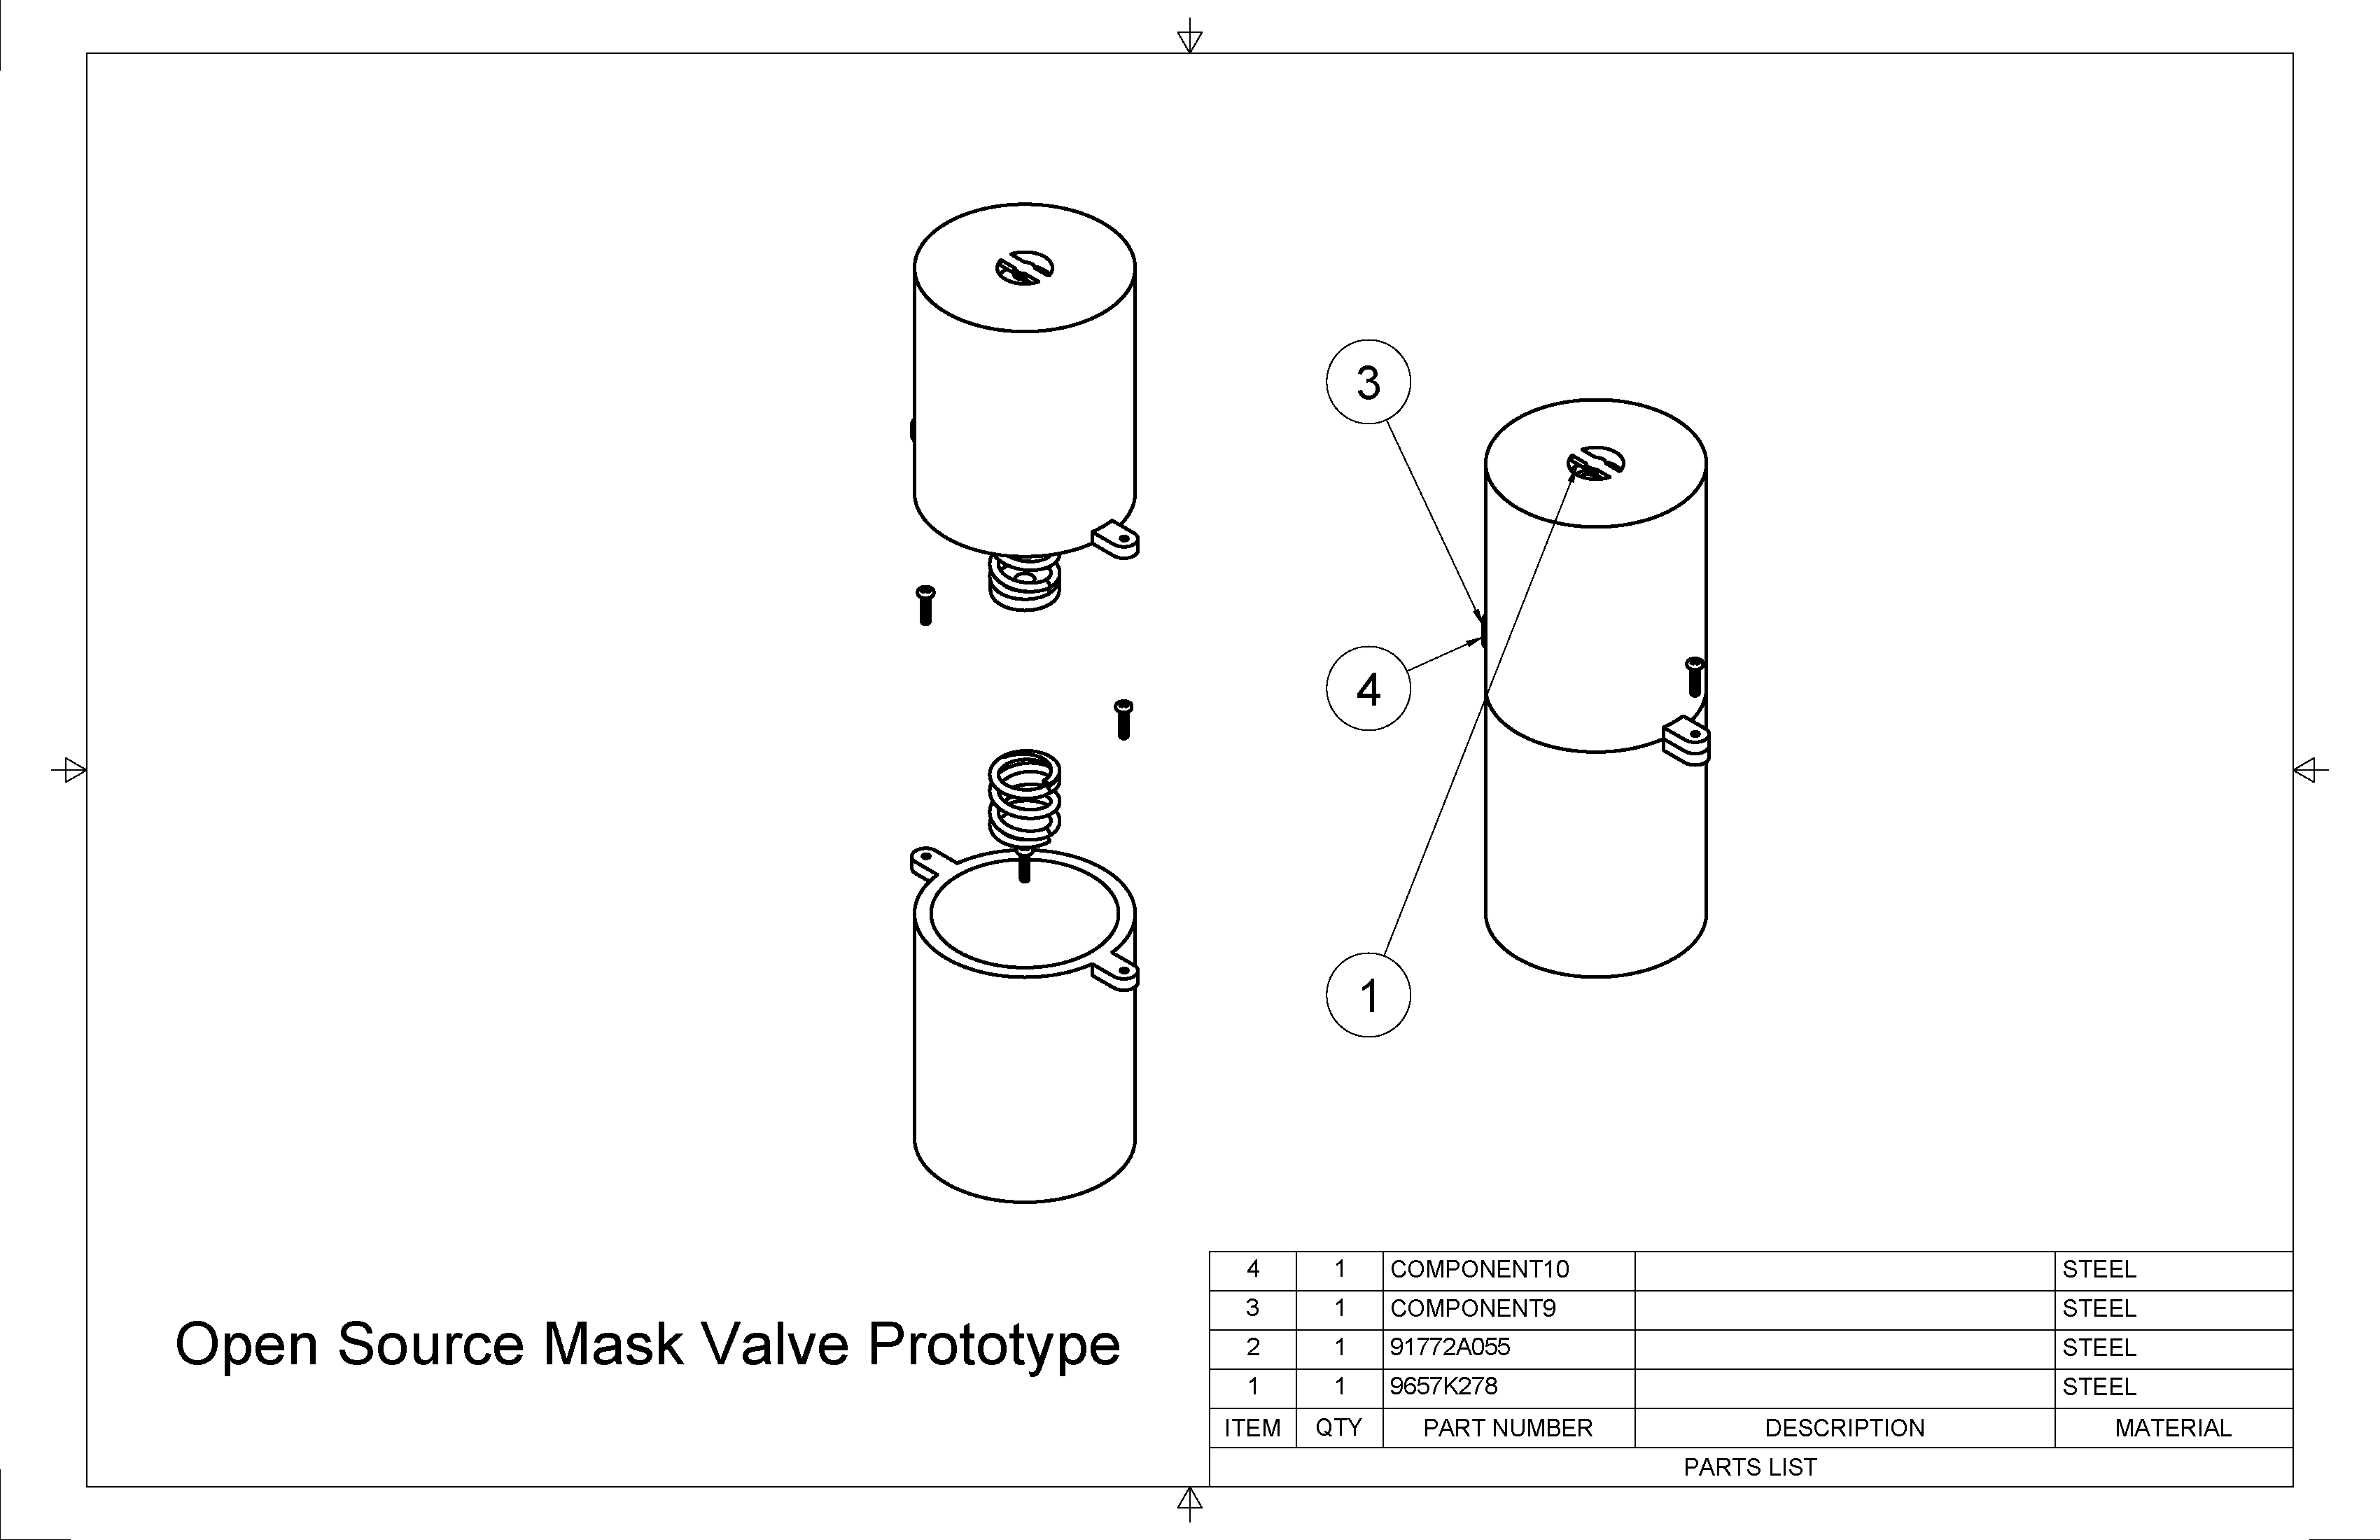 3
4
1
Open Source Mask Valve Prototype
4 1 COMPONENT10 STEEL
3 1 COMPONENT9 STEEL
2 1 91772A055 STEEL
1 1 9657K278 STEEL
ITEM QTY PART NUMBER DESCRIPTION MATERIAL
PARTS LIST